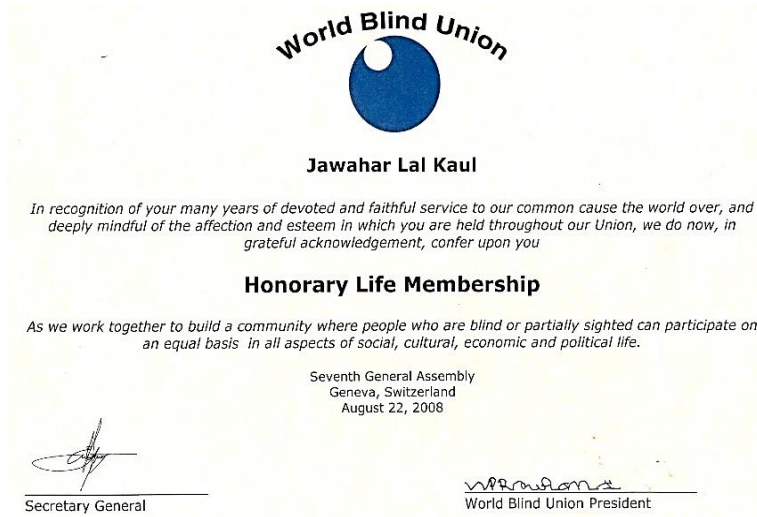 World Blind Union
Jawahar Lal Kaul
In recognition of your many years of devoted and faithful service to our common cause the world over, and
deeply mindful of the affection and esteem in which you are held throughout our Union, we do now, in
grateful acknowledgement, confer upon you
Honorary Life Membership
As we work together to build a community where people who are blind or partially sighted can participate on
an equal basis in all aspects of social, cultural, economic and political life.
Seventh General Assembly
Geneva, Switzerland
August 22, 2008
Secretary General
World Blind Union President